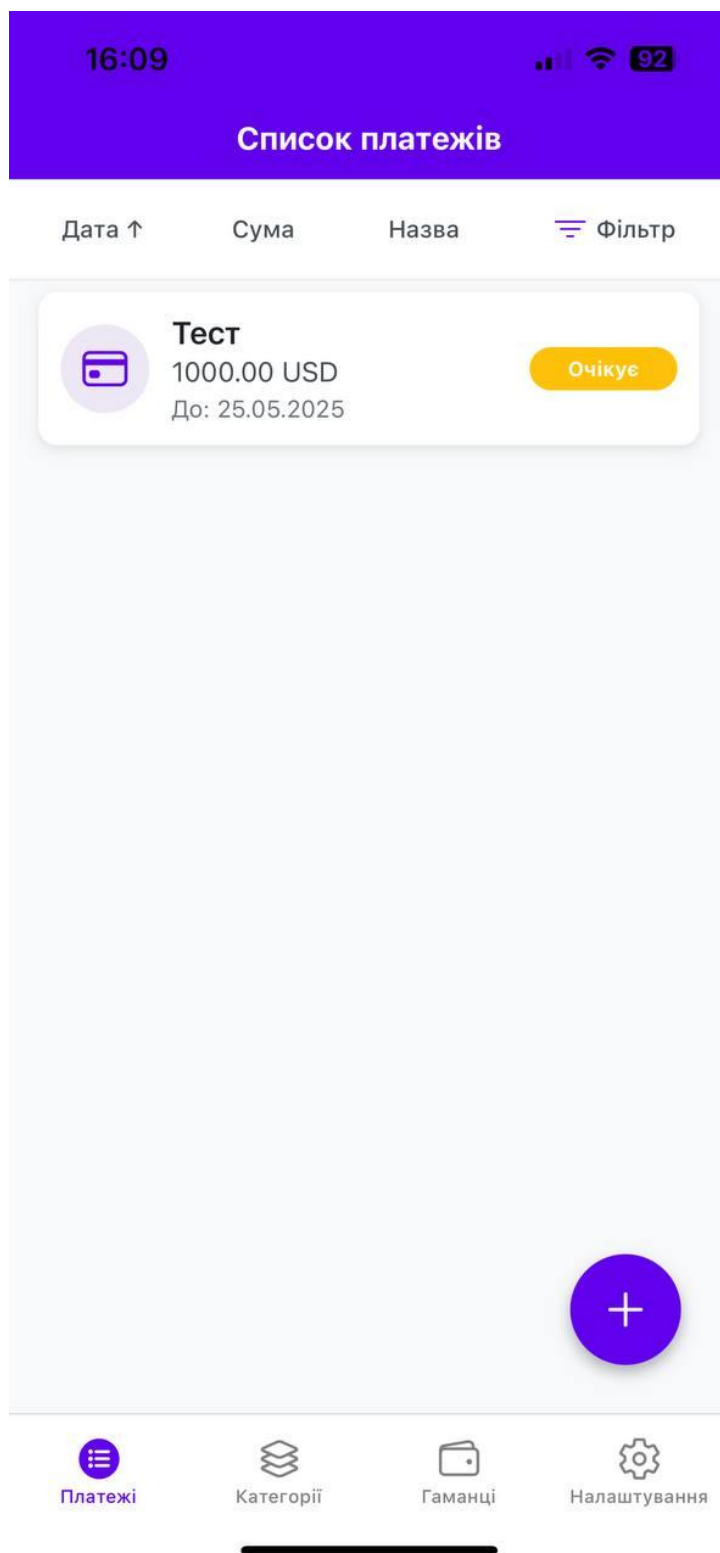 16:09 92
Список платежів
Дата ↑ Сума Назва Фільтр
Тест
1000.00 USD
До: 25.05.2025
Очікує
Платежі Категорії Гаманці Налаштування